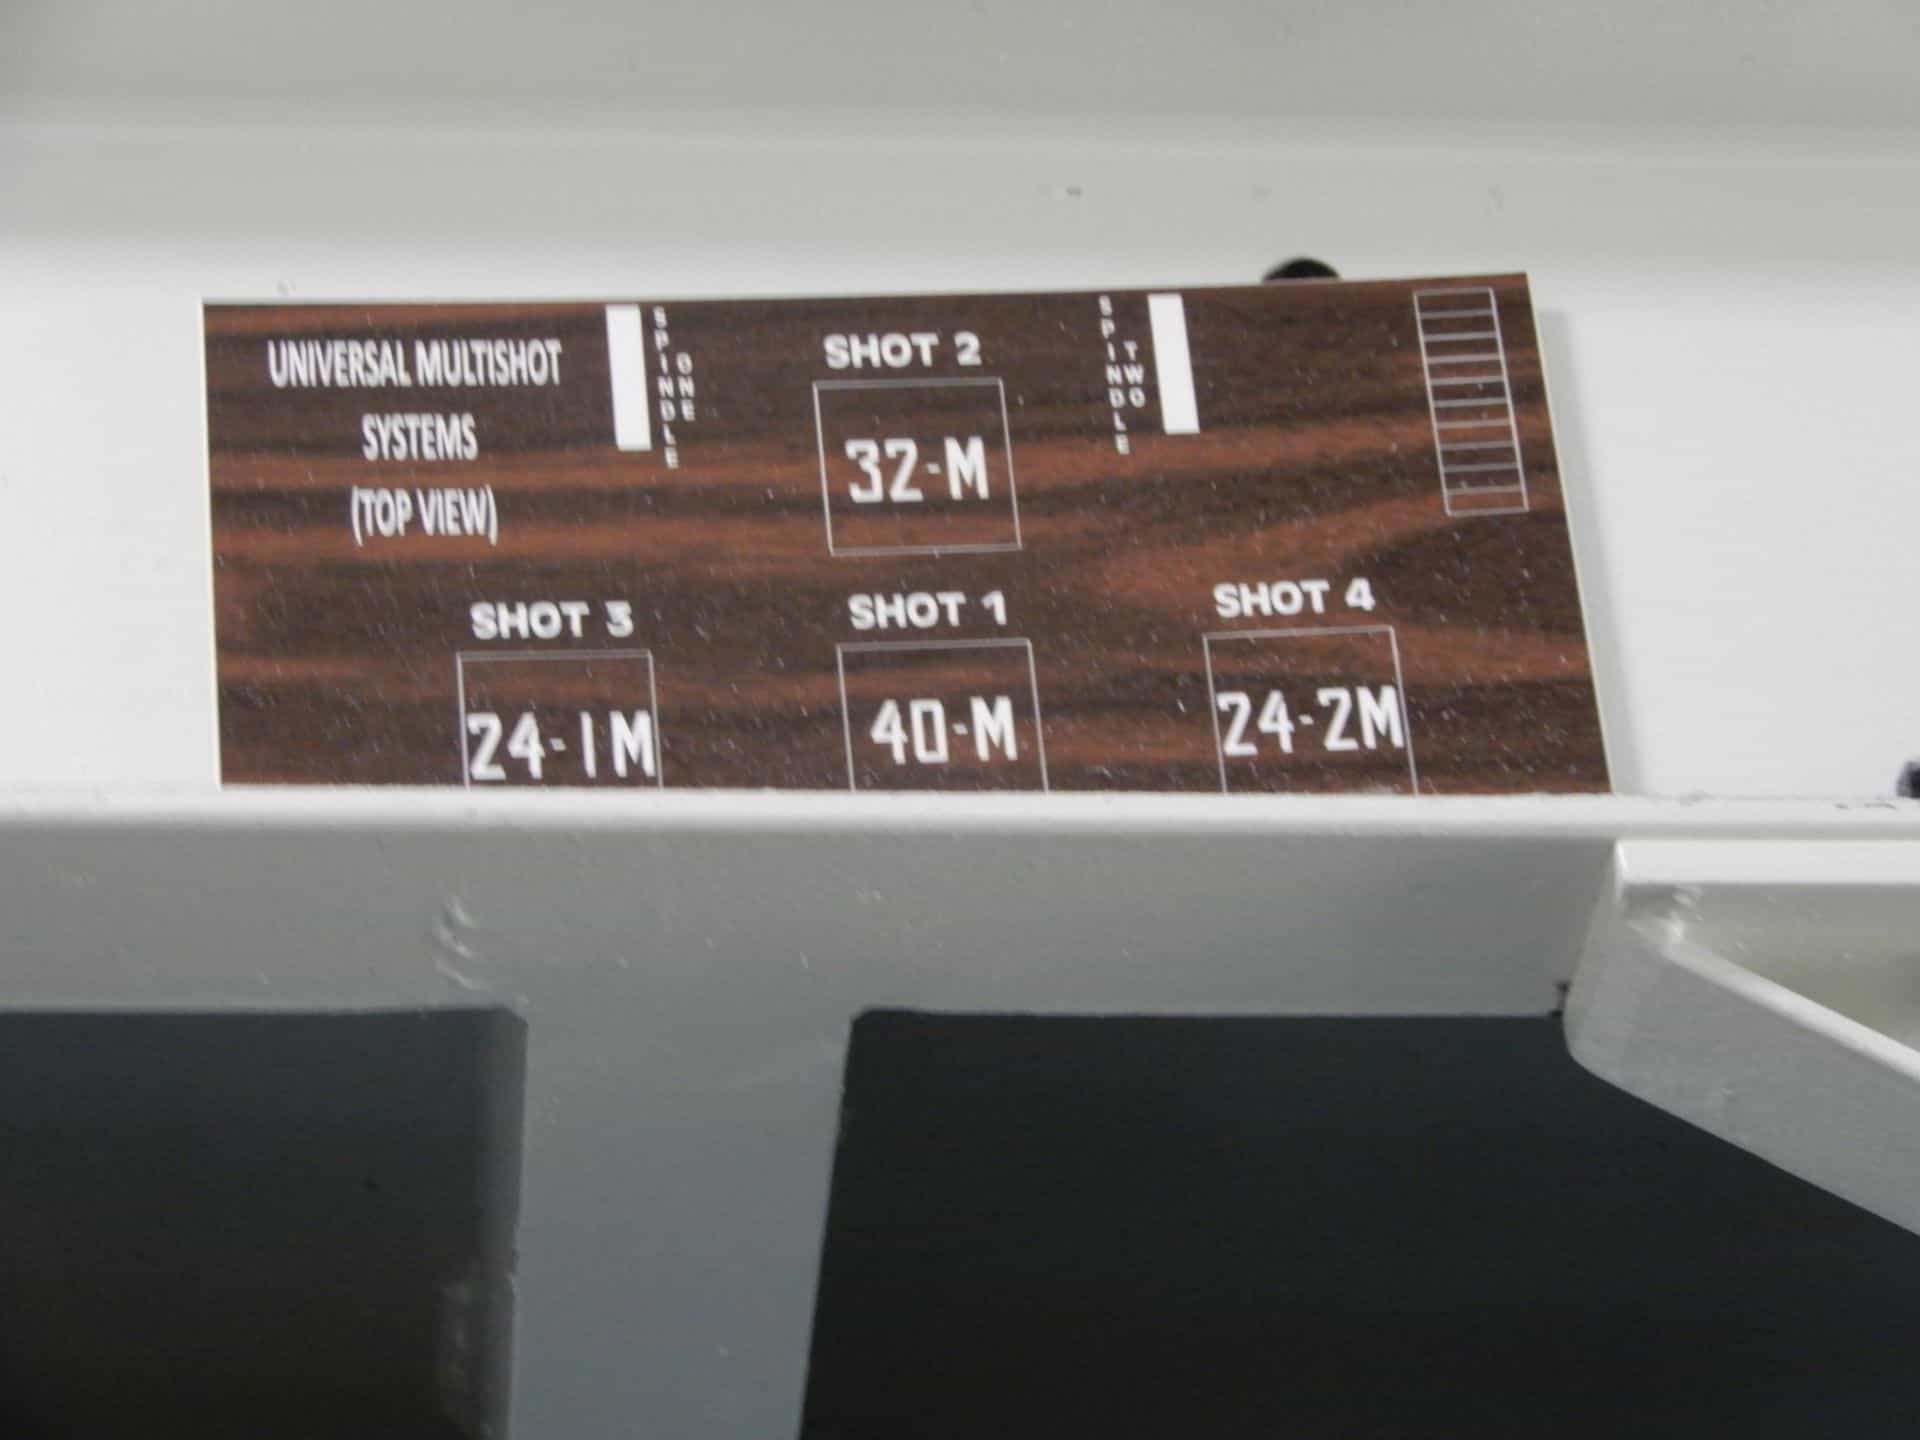 UNIVERSAL MULTISHOT
SYSTEMS
(TOP VIEW)
SPINDLE
ONE
SHOT 2
32-M
SPINDLE
TWO
SHOT 3
24-1M
SHOT 1
40-M
SHOT 4
24-2M